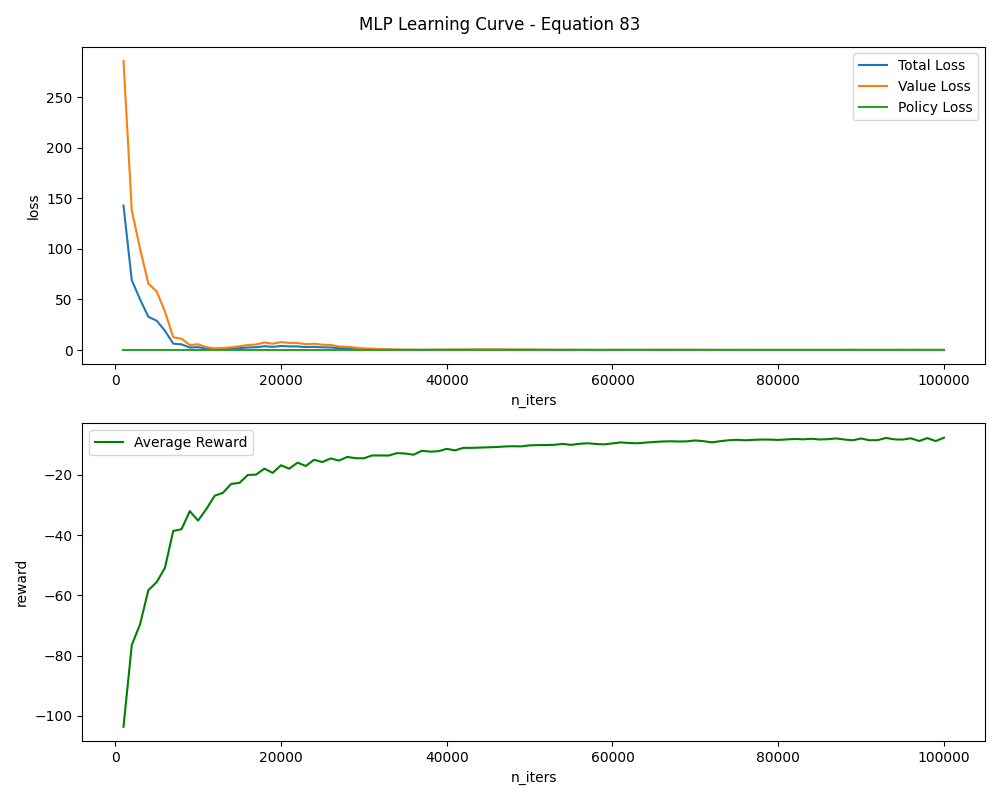 MLP Learning Curve - Equation 83
Total Loss
Value Loss
Policy Loss
250
200
150
100
50
0
loss
0 20000 40000 60000 80000 100000
n_iters
Average Reward
−20
−40
−60
−80
−100
reward
0 20000 40000 60000 80000 100000
n_iters